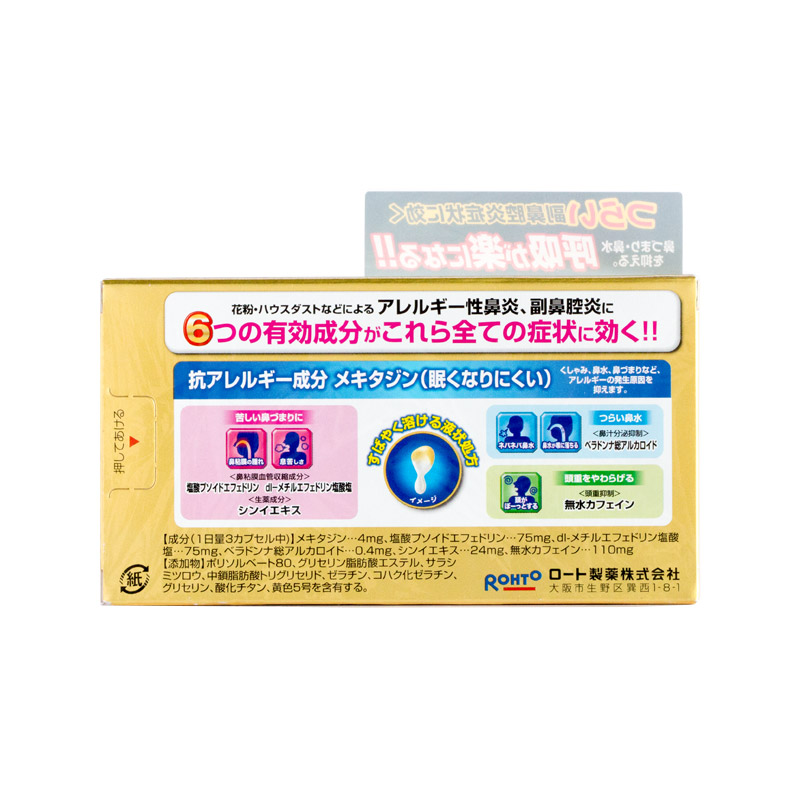 つらい副鼻腔炎症状に効く
鼻づまり・鼻水
を抑える。
呼吸が楽になる!!
花粉・ハウスダストなどによる アレルギー性鼻炎、副鼻腔炎に
6つの有効成分がこれら全ての症状に効く!!
抗アレルギー成分 メキタジン(眠くなりにくい)
くしゃみ、鼻水、鼻づまりなど、
アレルギーの発生原因を
抑えます。
押してあける
苦しい鼻づまりに
鼻粘膜の腫れ
息苦しさ
<鼻粘膜血管収縮成分>
塩酸プソイドエフェドリン dl-メチルエフェドリン塩酸塩
<生薬成分>
シンイエキス
すばやく溶ける液状処方
イメージ
つらい鼻水
ネバネバ鼻水
鼻水が喉に落ちる
<鼻汁分泌抑制>
ベラドンナ総アルカロイド
頭重をやわらげる
頭が
ぼーっとする
<頭重抑制>
無水カフェイン
【成分(1日量3カプセル中)】メキタジン…4mg、塩酸プソイドエフェドリン…75mg、dl-メチルエフェドリン塩酸
塩…75mg、ベラドンナ総アルカロイド…0.4mg、シンイエキス…24mg、無水カフェイン…110mg
【添加物】ポリソルベート80、グリセリン脂肪酸エステル、サラシ
ミツロウ、中鎖脂肪酸トリグリセリド、ゼラチン、コハク化ゼラチン、
グリセリン、酸化チタン、黄色5号を含有する。
紙
ROHTO ロート製薬株式会社
大阪市生野区巽西1-8-1